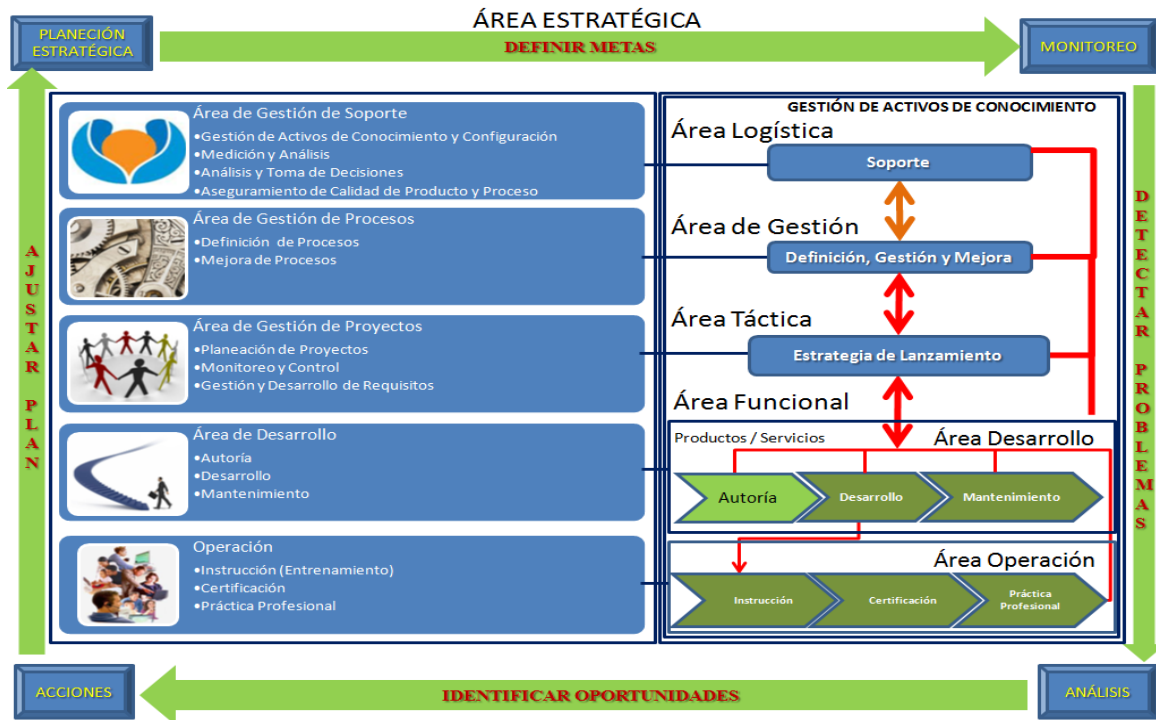 ÁREA ESTRATÉGICA
PLANECIÓN
ESTRATÉGICA
DEFINIR METAS
MONITOREO
AJUSTAR PLAN
Área de Gestión de Soporte
•Gestión de Activos de Conocimiento y Configuración
•Medición y Análisis
•Análisis y Toma de Decisiones
•Aseguramiento de Calidad de Producto y Proceso
Área de Gestión de Procesos
•Definición de Procesos
•Mejora de Procesos
Área de Gestión de Proyectos
•Planeación de Proyectos
•Monitoreo y Control
•Gestión y Desarrollo de Requisitos
Área de Desarrollo
•Autoría
•Desarrollo
•Mantenimiento
Operación
•Instrucción (Entrenamiento)
•Certificación
•Práctica Profesional
GESTIÓN DE ACTIVOS DE CONOCIMIENTO
Área Logística
Soporte
Área de Gestión
Definición, Gestión y Mejora
Área Táctica
Estrategia de Lanzamiento
Área Funcional
Productos / Servicios
Área Desarrollo
Autoría
Desarrollo
Mantenimiento
Área Operación
Instrucción
Certificación
Práctica
Profesional
DETECTAR PROBLEMAS
ACCIONES
IDENTIFICAR OPORTUNIDADES
ANÁLISIS